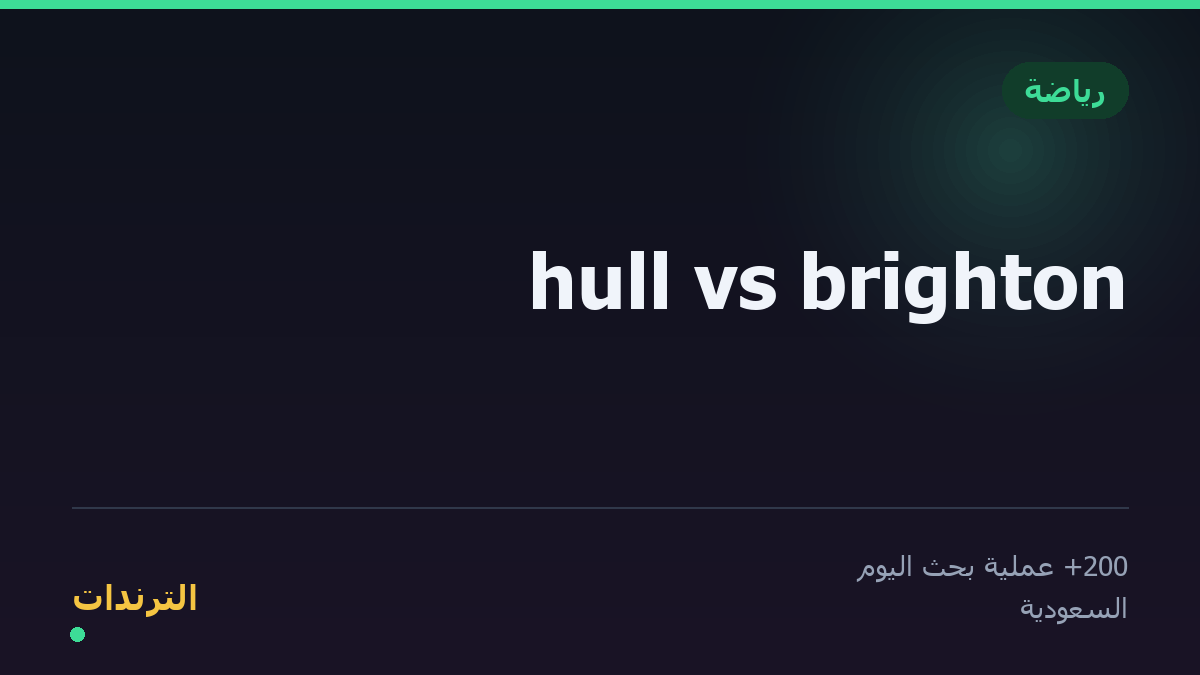 رياضة
hull vs brighton
200+ عملية بحث اليوم
السعودية
الترندات